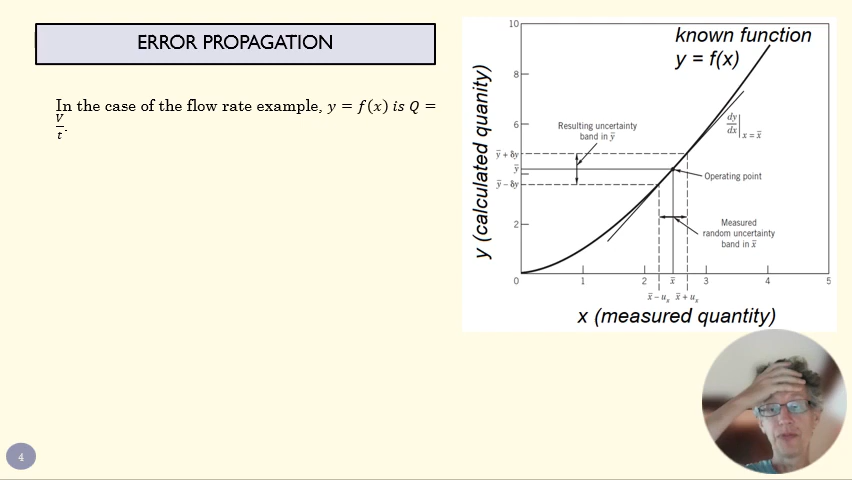 ERROR PROPAGATION
In the case of the flow rate example, y = f(x) is Q =
V/t.
known function
y = f(x)
y (calculated quanity)
10
8
6
2
0
1
2
3
4
5
Resulting uncertainty
band in ȳ
dy/dx|x = x̄
ȳ + δy
ȳ
ȳ − δy
Operating point
Measured
random uncertainty
band in x̄
x̄
x̄ − ux x̄ + ux
x (measured quantity)
4